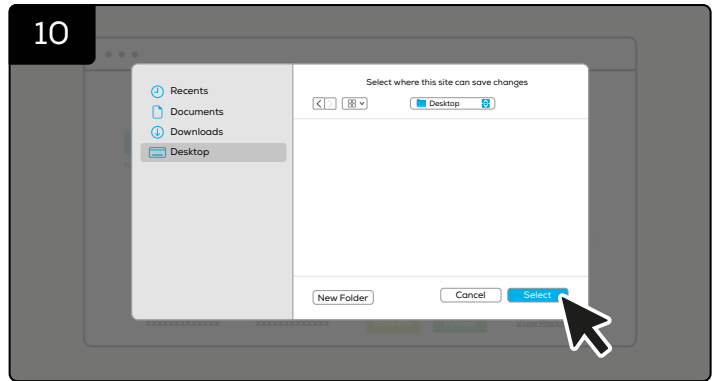 10
Select where this site can save changes
Recents
Documents
Downloads
Desktop
Desktop
New Folder
Cancel
Select